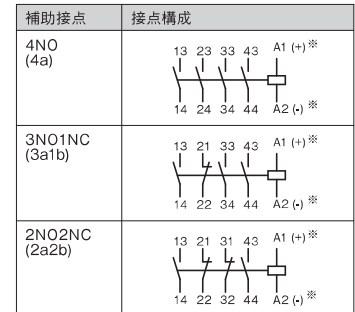 補助接点 接点構成
4NO
(4a)
13 23 33 43 A1 (+) ※
14 24 34 44 A2 (-) ※
3NO1NC
(3a1b)
13 21 33 43 A1 (+) ※
14 22 34 44 A2 (-) ※
2NO2NC
(2a2b)
13 21 31 43 A1 (+) ※
14 22 32 44 A2 (-) ※